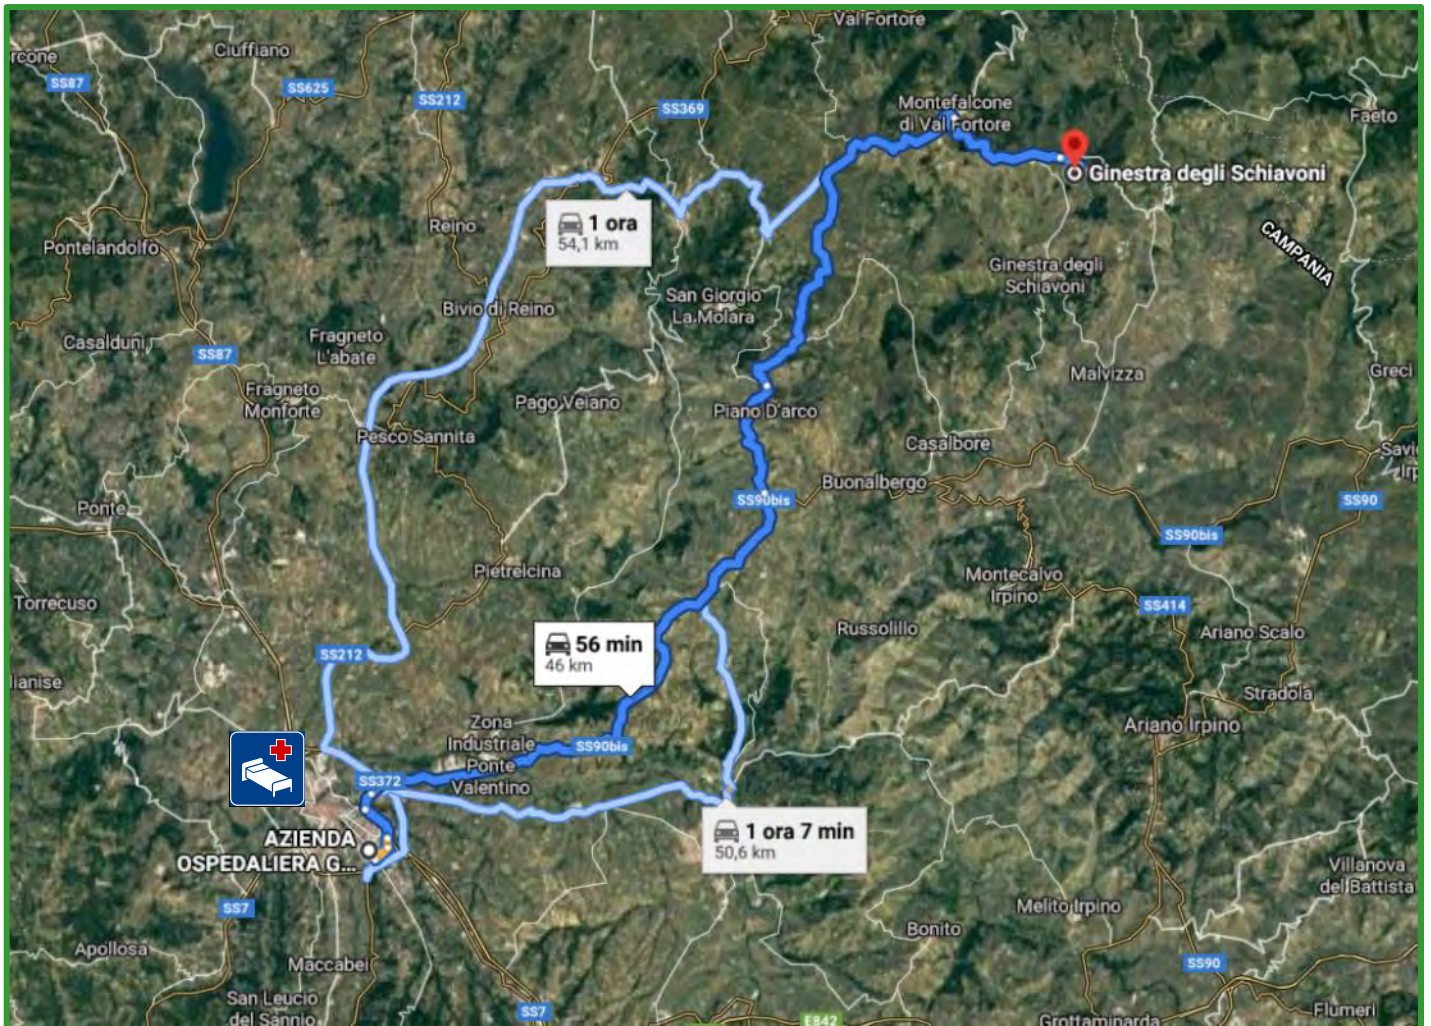 Val Fortore
rcone
Ciuffiano
SS87
SS625
SS212
SS369
Montefalcone
di Val Fortore
Faeto
Ginestra degli Schiavoni
1 ora
54,1 km
Reino
Pontelandolfo
CAMPANIA
Ginestra degli
Schiavoni
San Giorgio
La Molara
Bivio di Reino
Casalduni
Fragneto
L'abate
SS87
Malvizza
Greci
Fragneto
Monforte
Pago Veiano
Piano D'arco
Pesco Sannita
Casalbore
Savi
Irp
Buonalbergo
SS90bis
SS90
Ponte
SS90bis
Pietrelcina
Montecalvo
Irpino
Torrecuso
SS414
Russolillo
Ariano Scalo
56 min
46 km
SS212
llanise
Stradola
Zona
Industriale
Ponte
Valentino
SS90bis
Ariano Irpino
SS372
1 ora 7 min
50,6 km
AZIENDA
OSPEDALIERA G...
Villanova
del Battista
SS7
Melito Irpino
Bonito
Apollosa
Maccabei
SS90
San Leucio
del Sannio
SS7
E842
Grottaminarda
Flumeri